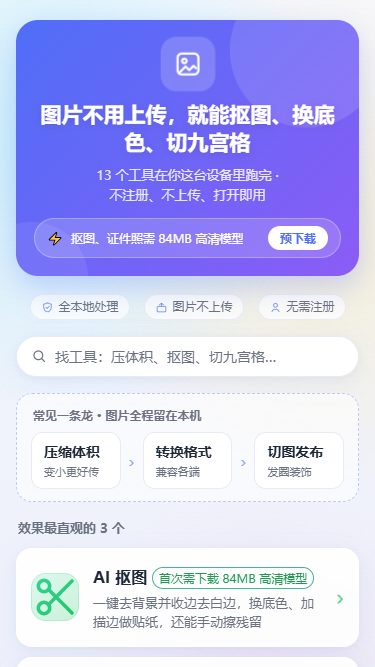 图片不用上传，就能抠图、换底
色、切九宫格
13 个工具在你这台设备里跑完 ·
不注册、不上传、打开即用
抠图、证件照需 84MB 高清模型
预下载
全本地处理
图片不上传
无需注册
找工具：压体积、抠图、切九宫格...
常见一条龙 • 图片全程留在本机
压缩体积
变小更好传
转换格式
兼容各端
切图发布
发圈装饰
效果最直观的 3 个
AI 抠图
首次需下载 84MB 高清模型
一键去背景并收边去白边，换底色、加
描边做贴纸，还能手动擦残留